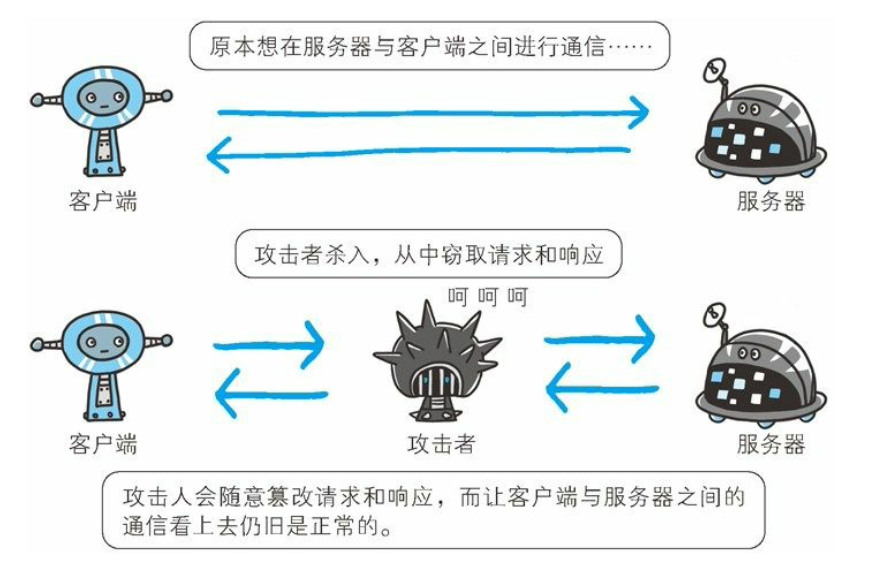 原本想在服务器与客户端之间进行通信……
客户端
服务器
攻击者杀入，从中窃取请求和响应
呵 呵 呵
客户端
攻击者
服务器
攻击人会随意篡改请求和响应，而让客户端与服务器之间的
通信看上去仍旧是正常的。